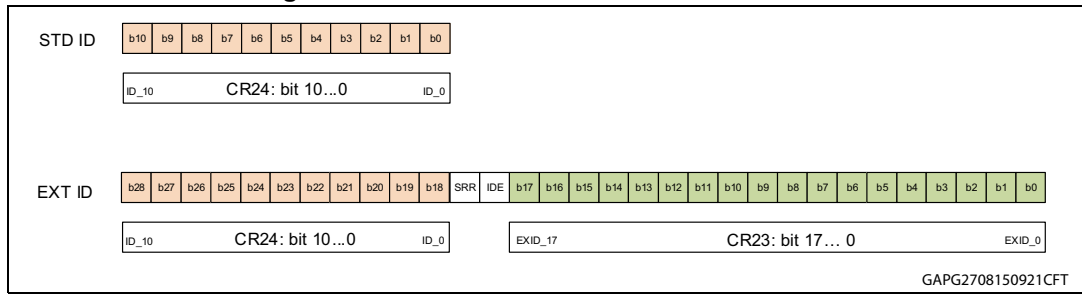 STD ID b10 b9 b8 b7 b6 b5 b4 b3 b2 b1 b0
ID_10 CR24: bit 10...0 ID_0
EXT ID b28 b27 b26 b25 b24 b23 b22 b21 b20 b19 b18 SRR IDE b17 b16 b15 b14 b13 b12 b11 b10 b9 b8 b7 b6 b5 b4 b3 b2 b1 b0
ID_10 CR24: bit 10...0 ID_0 EXID_17 CR23: bit 17... 0 EXID_0
GAPG2708150921CFT